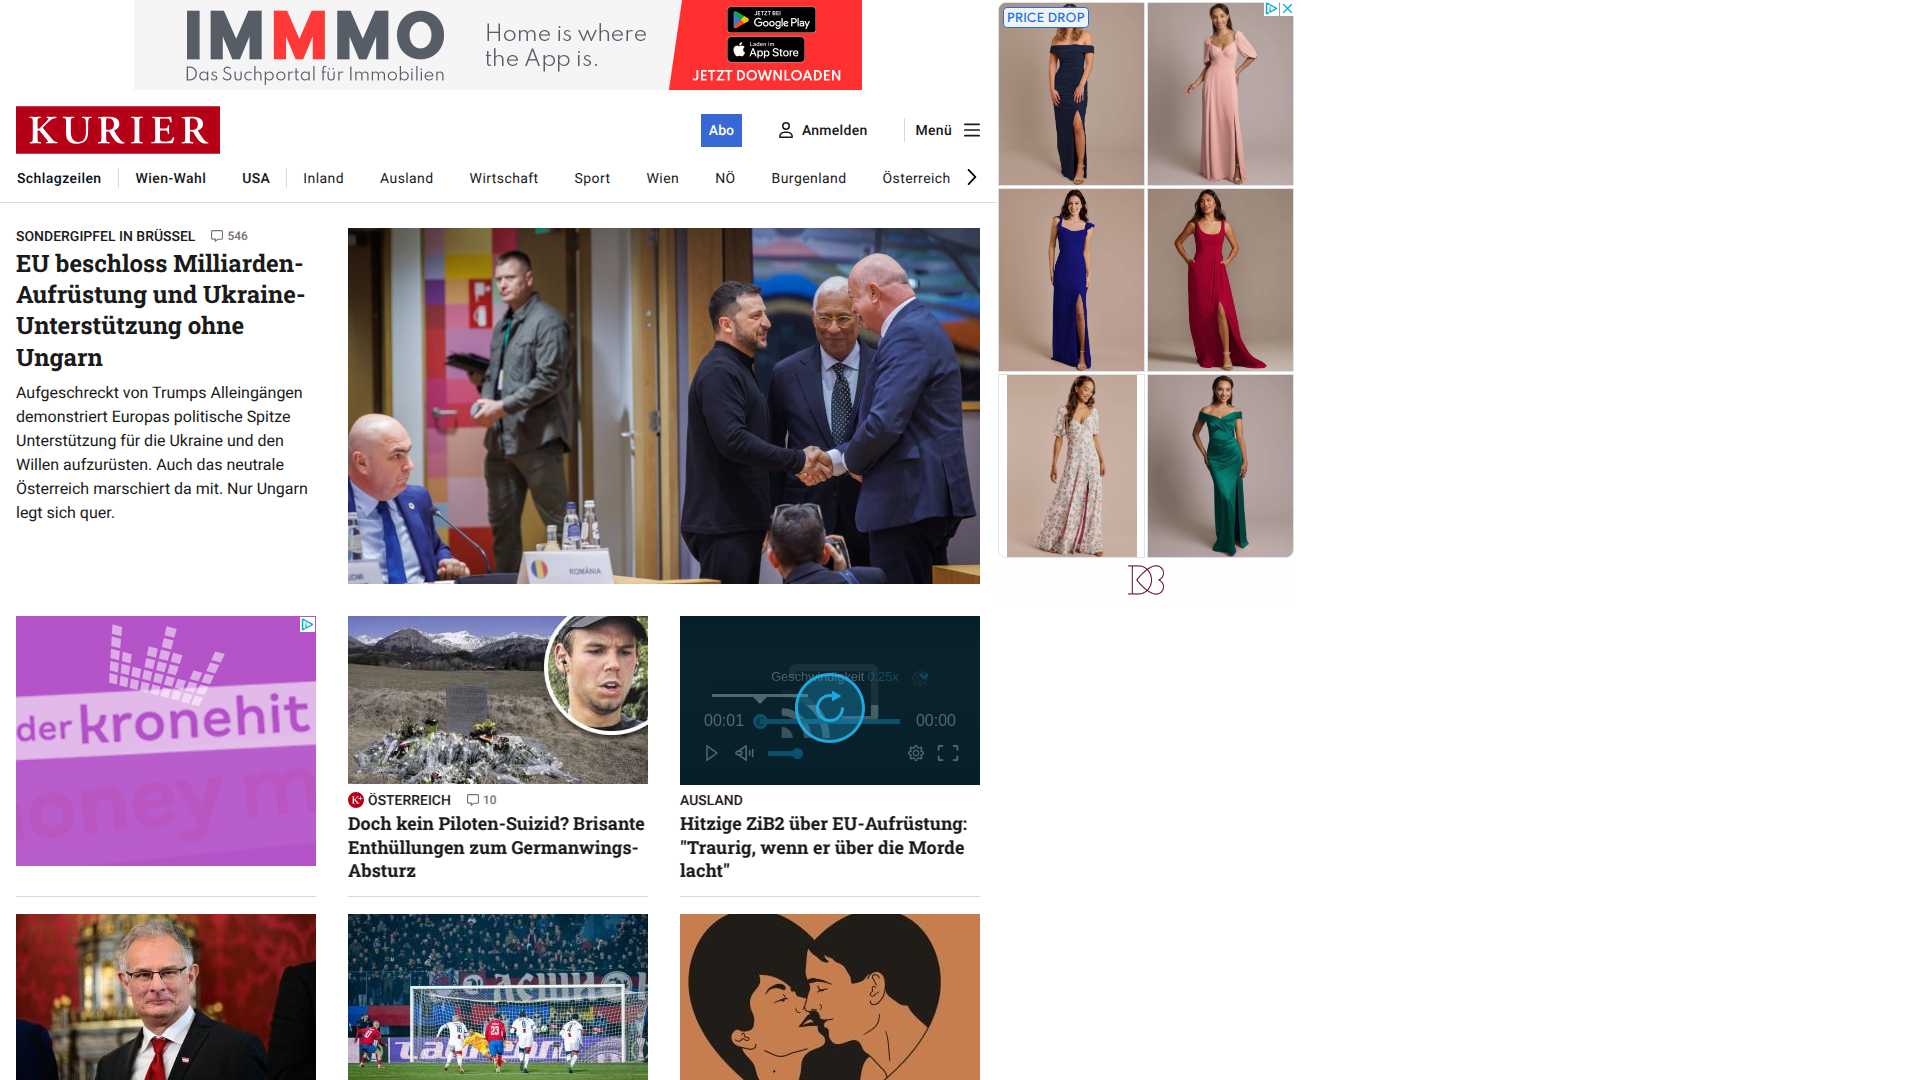 IMMMO
Das Suchportal für Immobilien
Home is where
the App is.
JETZT BEI
Google Play
Laden im
App Store
JETZT DOWNLOADEN
PRICE DROP
KURIER
Abo
Anmelden
Menü
Schlagzeilen
Wien-Wahl
USA
Inland
Ausland
Wirtschaft
Sport
Wien
NÖ
Burgenland
Österreich
SONDERGIPFEL IN BRÜSSEL 546
EU beschloss Milliarden-
Aufrüstung und Ukraine-
Unterstützung ohne
Ungarn
Aufgeschreckt von Trumps Alleingängen
demonstriert Europas politische Spitze
Unterstützung für die Ukraine und den
Willen aufzurüsten. Auch das neutrale
Österreich marschiert da mit. Nur Ungarn
legt sich quer.
ROMÂNIA
DB
der kronehit
money m
K+ ÖSTERREICH 10
Doch kein Piloten-Suizid? Brisante
Enthüllungen zum Germanwings-
Absturz
Geschwindigkeit 0.25x
00:01
00:00
AUSLAND
Hitzige ZiB2 über EU-Aufrüstung:
"Traurig, wenn er über die Morde
lacht"
23